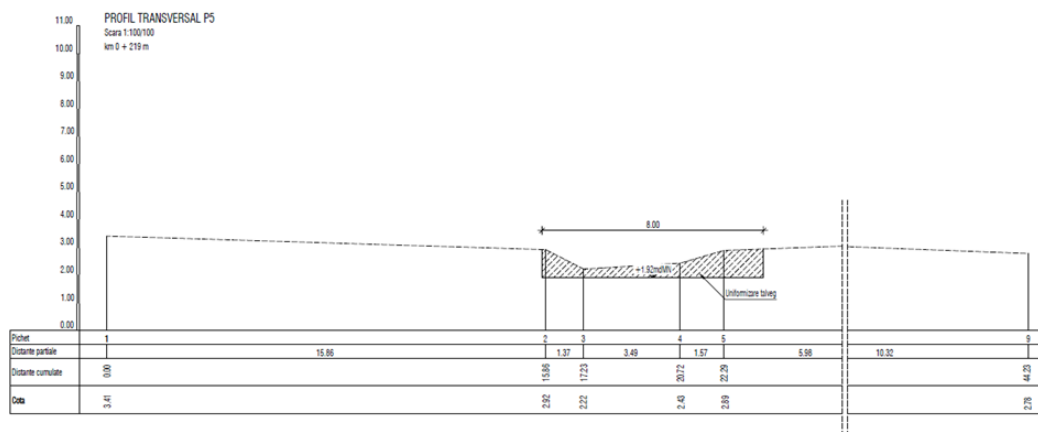 PROFIL TRANSVERSAL P5
Scara 1:100/100
km 0 + 219 m
11.00
10.00
9.00
8.00
7.00
6.00
5.00
4.00
3.00
2.00
1.00
0.00
8.00
+1.92mdMN
Uniformizare talveg
Pichet 1 2 3 4 5 9
Distante partiale 15.86 1.37 3.49 1.57 5.98 10.32
Distante cumulate 0.00 15.86 17.23 20.72 22.29 44.23
Cota 3.41 2.92 2.22 2.43 2.89 2.78